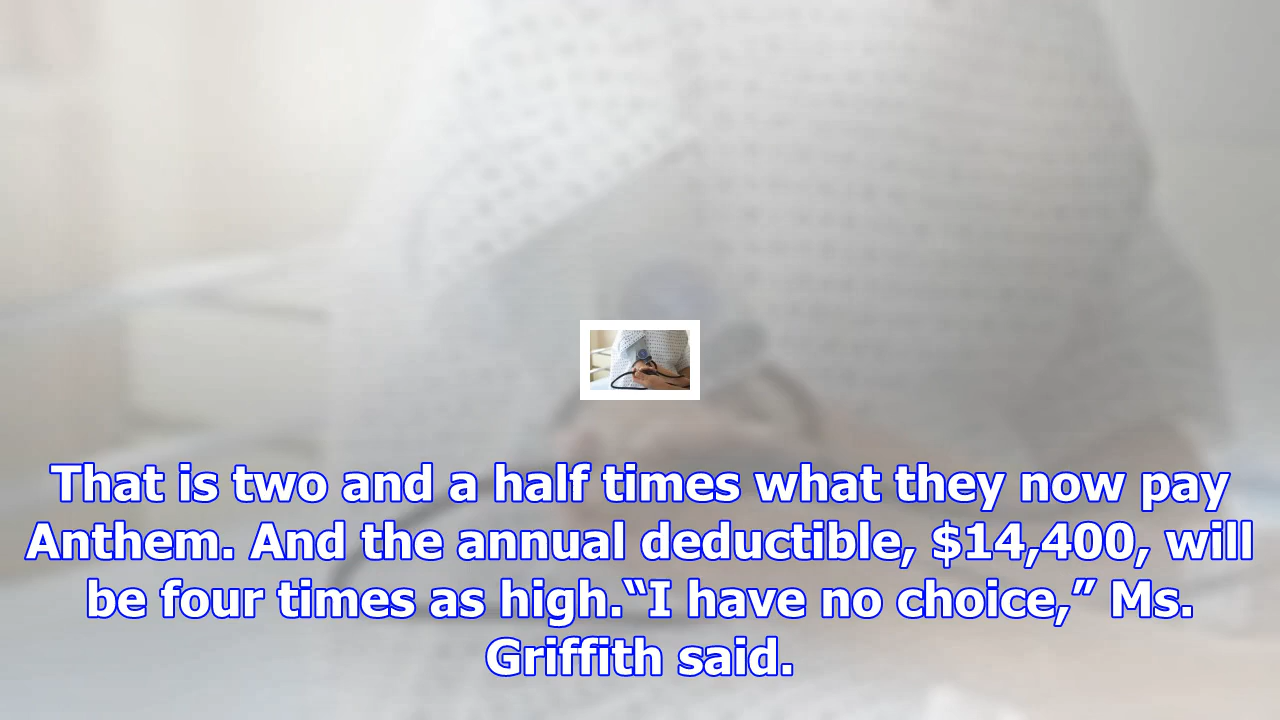 That is two and a half times what they now pay
Anthem. And the annual deductible, $14,400, will
be four times as high.“I have no choice,” Ms.
Griffith said.